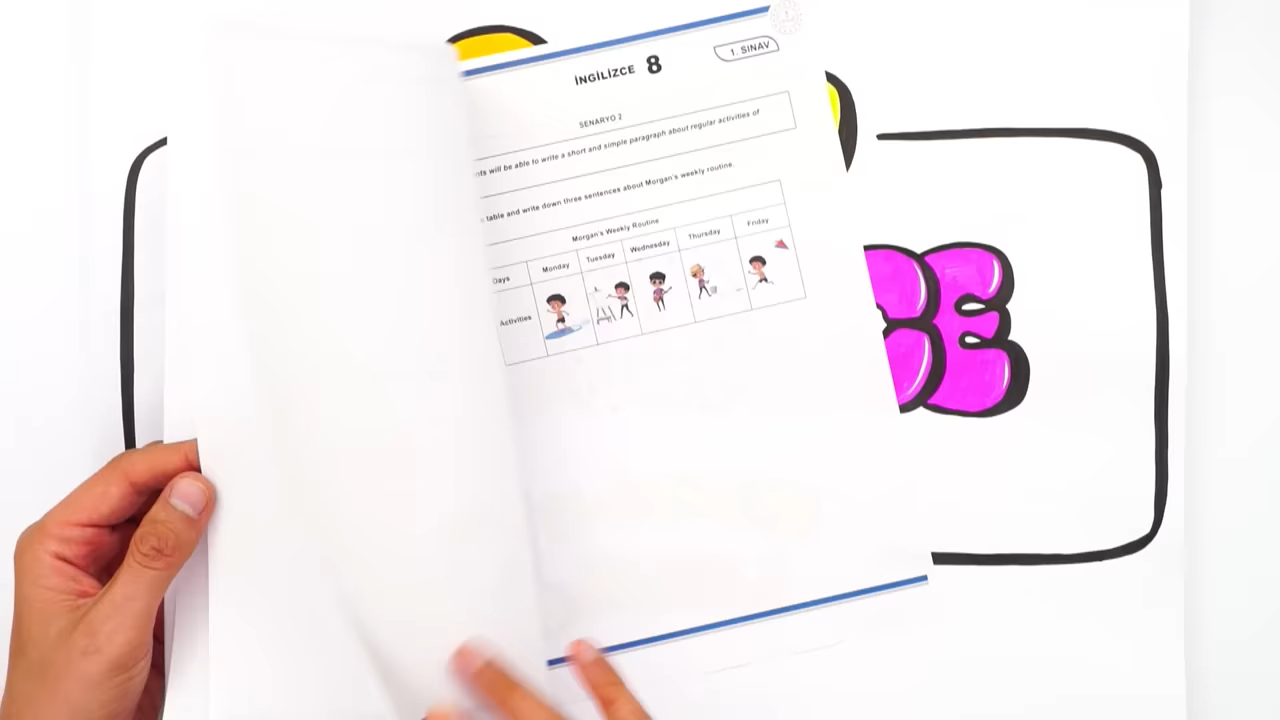 1. SINAV
İNGİLİZCE 8
SENARYO 2
will be able to write a short and simple paragraph about regular activities of
table and write down three sentences about Morgan's weekly routine.
Morgan's Weekly Routine
Days Monday Tuesday Wednesday Thursday Friday
Activities